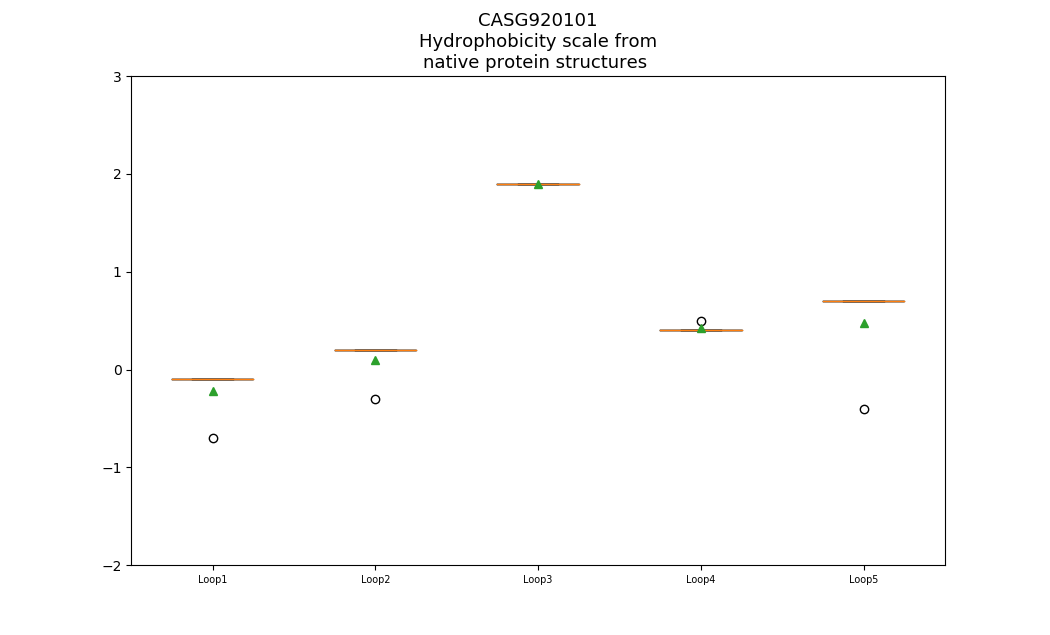 CASG920101
Hydrophobicity scale from
native protein structures
3
2
1
0
−1
−2
Loop1
Loop2
Loop3
Loop4
Loop5